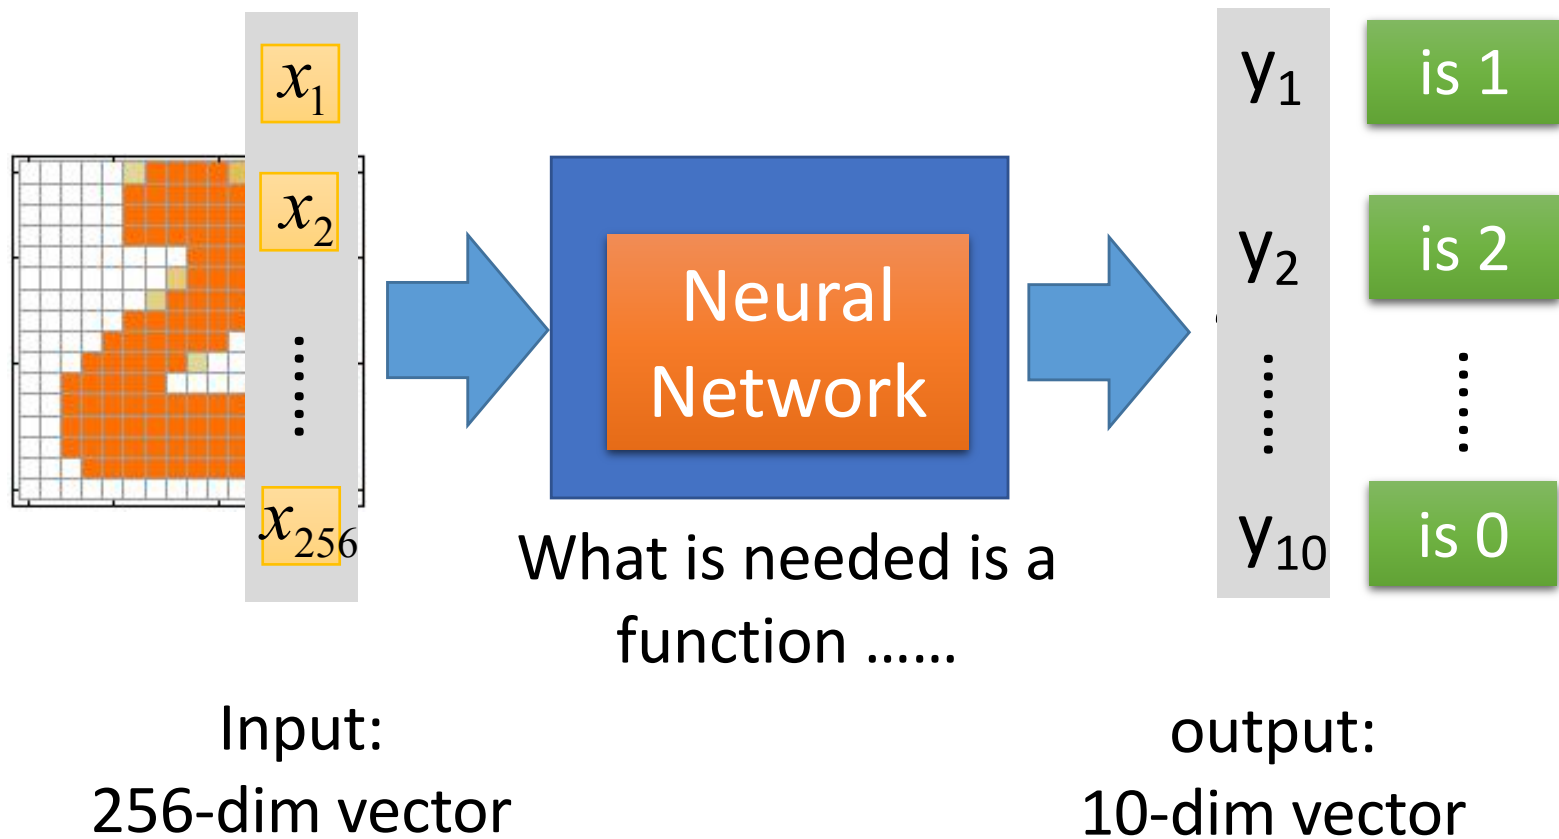 x1
x2
⋮
x256
Neural
Network
What is needed is a
function ……
y1
is 1
y2
is 2
⋮
⋮
y10
is 0
Input:
256-dim vector
output:
10-dim vector